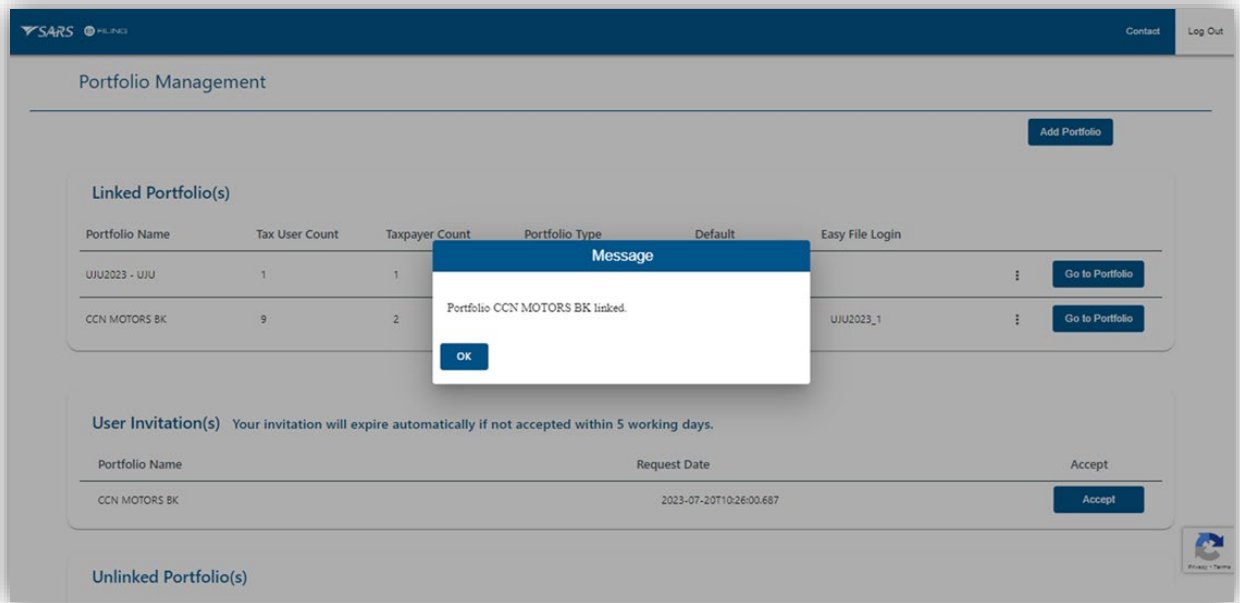 SARS eFILING
Contact
Log Out
Portfolio Management
Add Portfolio
Linked Portfolio(s)
Portfolio Name Tax User Count Taxpayer Count Portfolio Type Default Easy File Login
UJU2023 - UJU 1 1 Go to Portfolio
CCN MOTORS BK 9 2 UJU2023_1 Go to Portfolio
Message
Portfolio CCN MOTORS BK linked.
OK
User Invitation(s) Your invitation will expire automatically if not accepted within 5 working days.
Portfolio Name Request Date Accept
CCN MOTORS BK 2023-07-20T10:26:00.687 Accept
Privacy - Terms
Unlinked Portfolio(s)